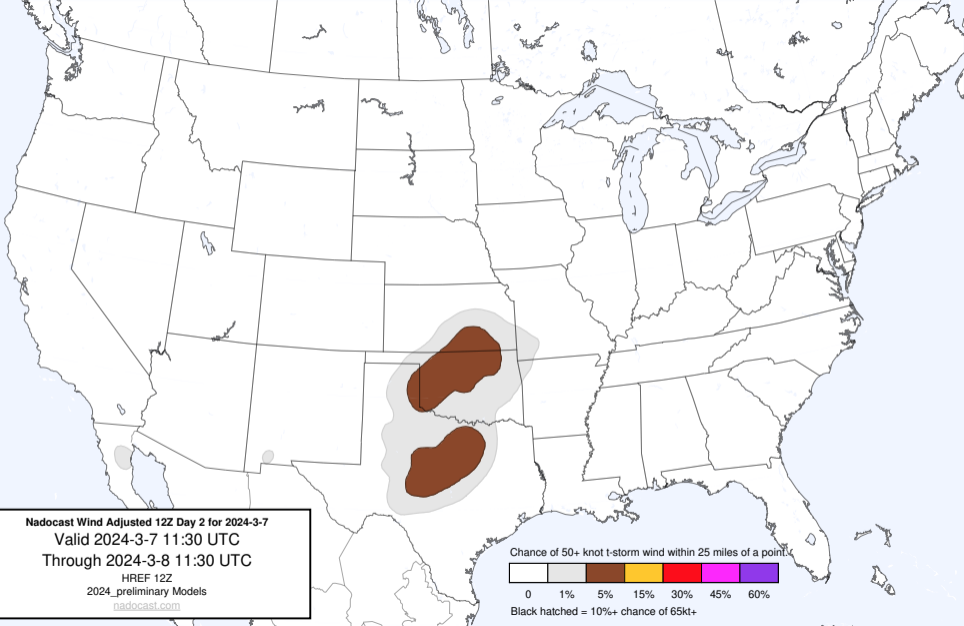 Nadocast Wind Adjusted 12Z Day 2 for 2024-3-7
Valid 2024-3-7 11:30 UTC
Through 2024-3-8 11:30 UTC
HREF 12Z
2024_preliminary Models
nadocast.com
Chance of 50+ knot t-storm wind within 25 miles of a point.
0 1% 5% 15% 30% 45% 60%
Black hatched = 10%+ chance of 65kt+